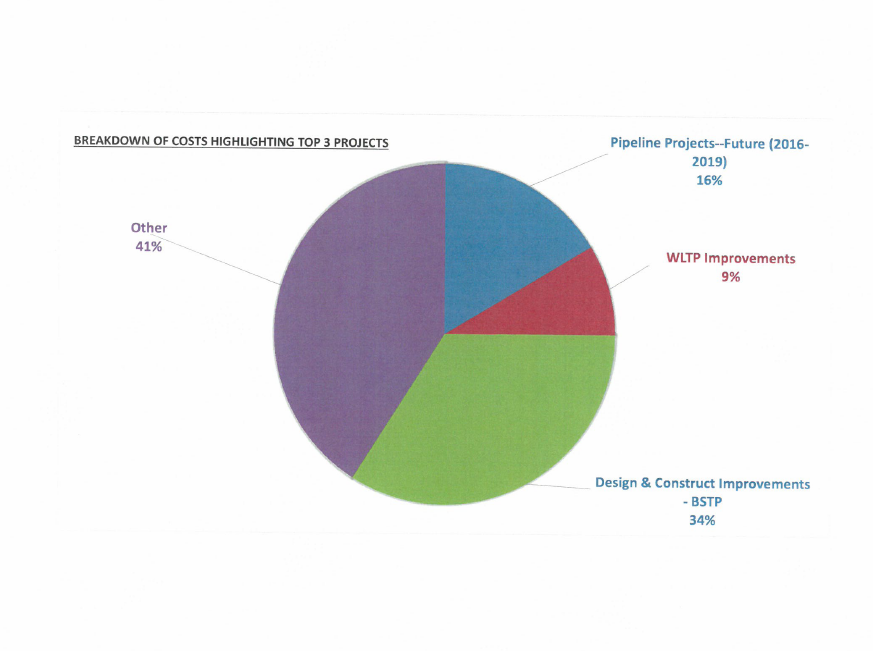 BREAKDOWN OF COSTS HIGHLIGHTING TOP 3 PROJECTS
Pipeline Projects--Future (2016-
2019)
16%
Other
41%
WLTP Improvements
9%
Design & Construct Improvements
- BSTP
34%